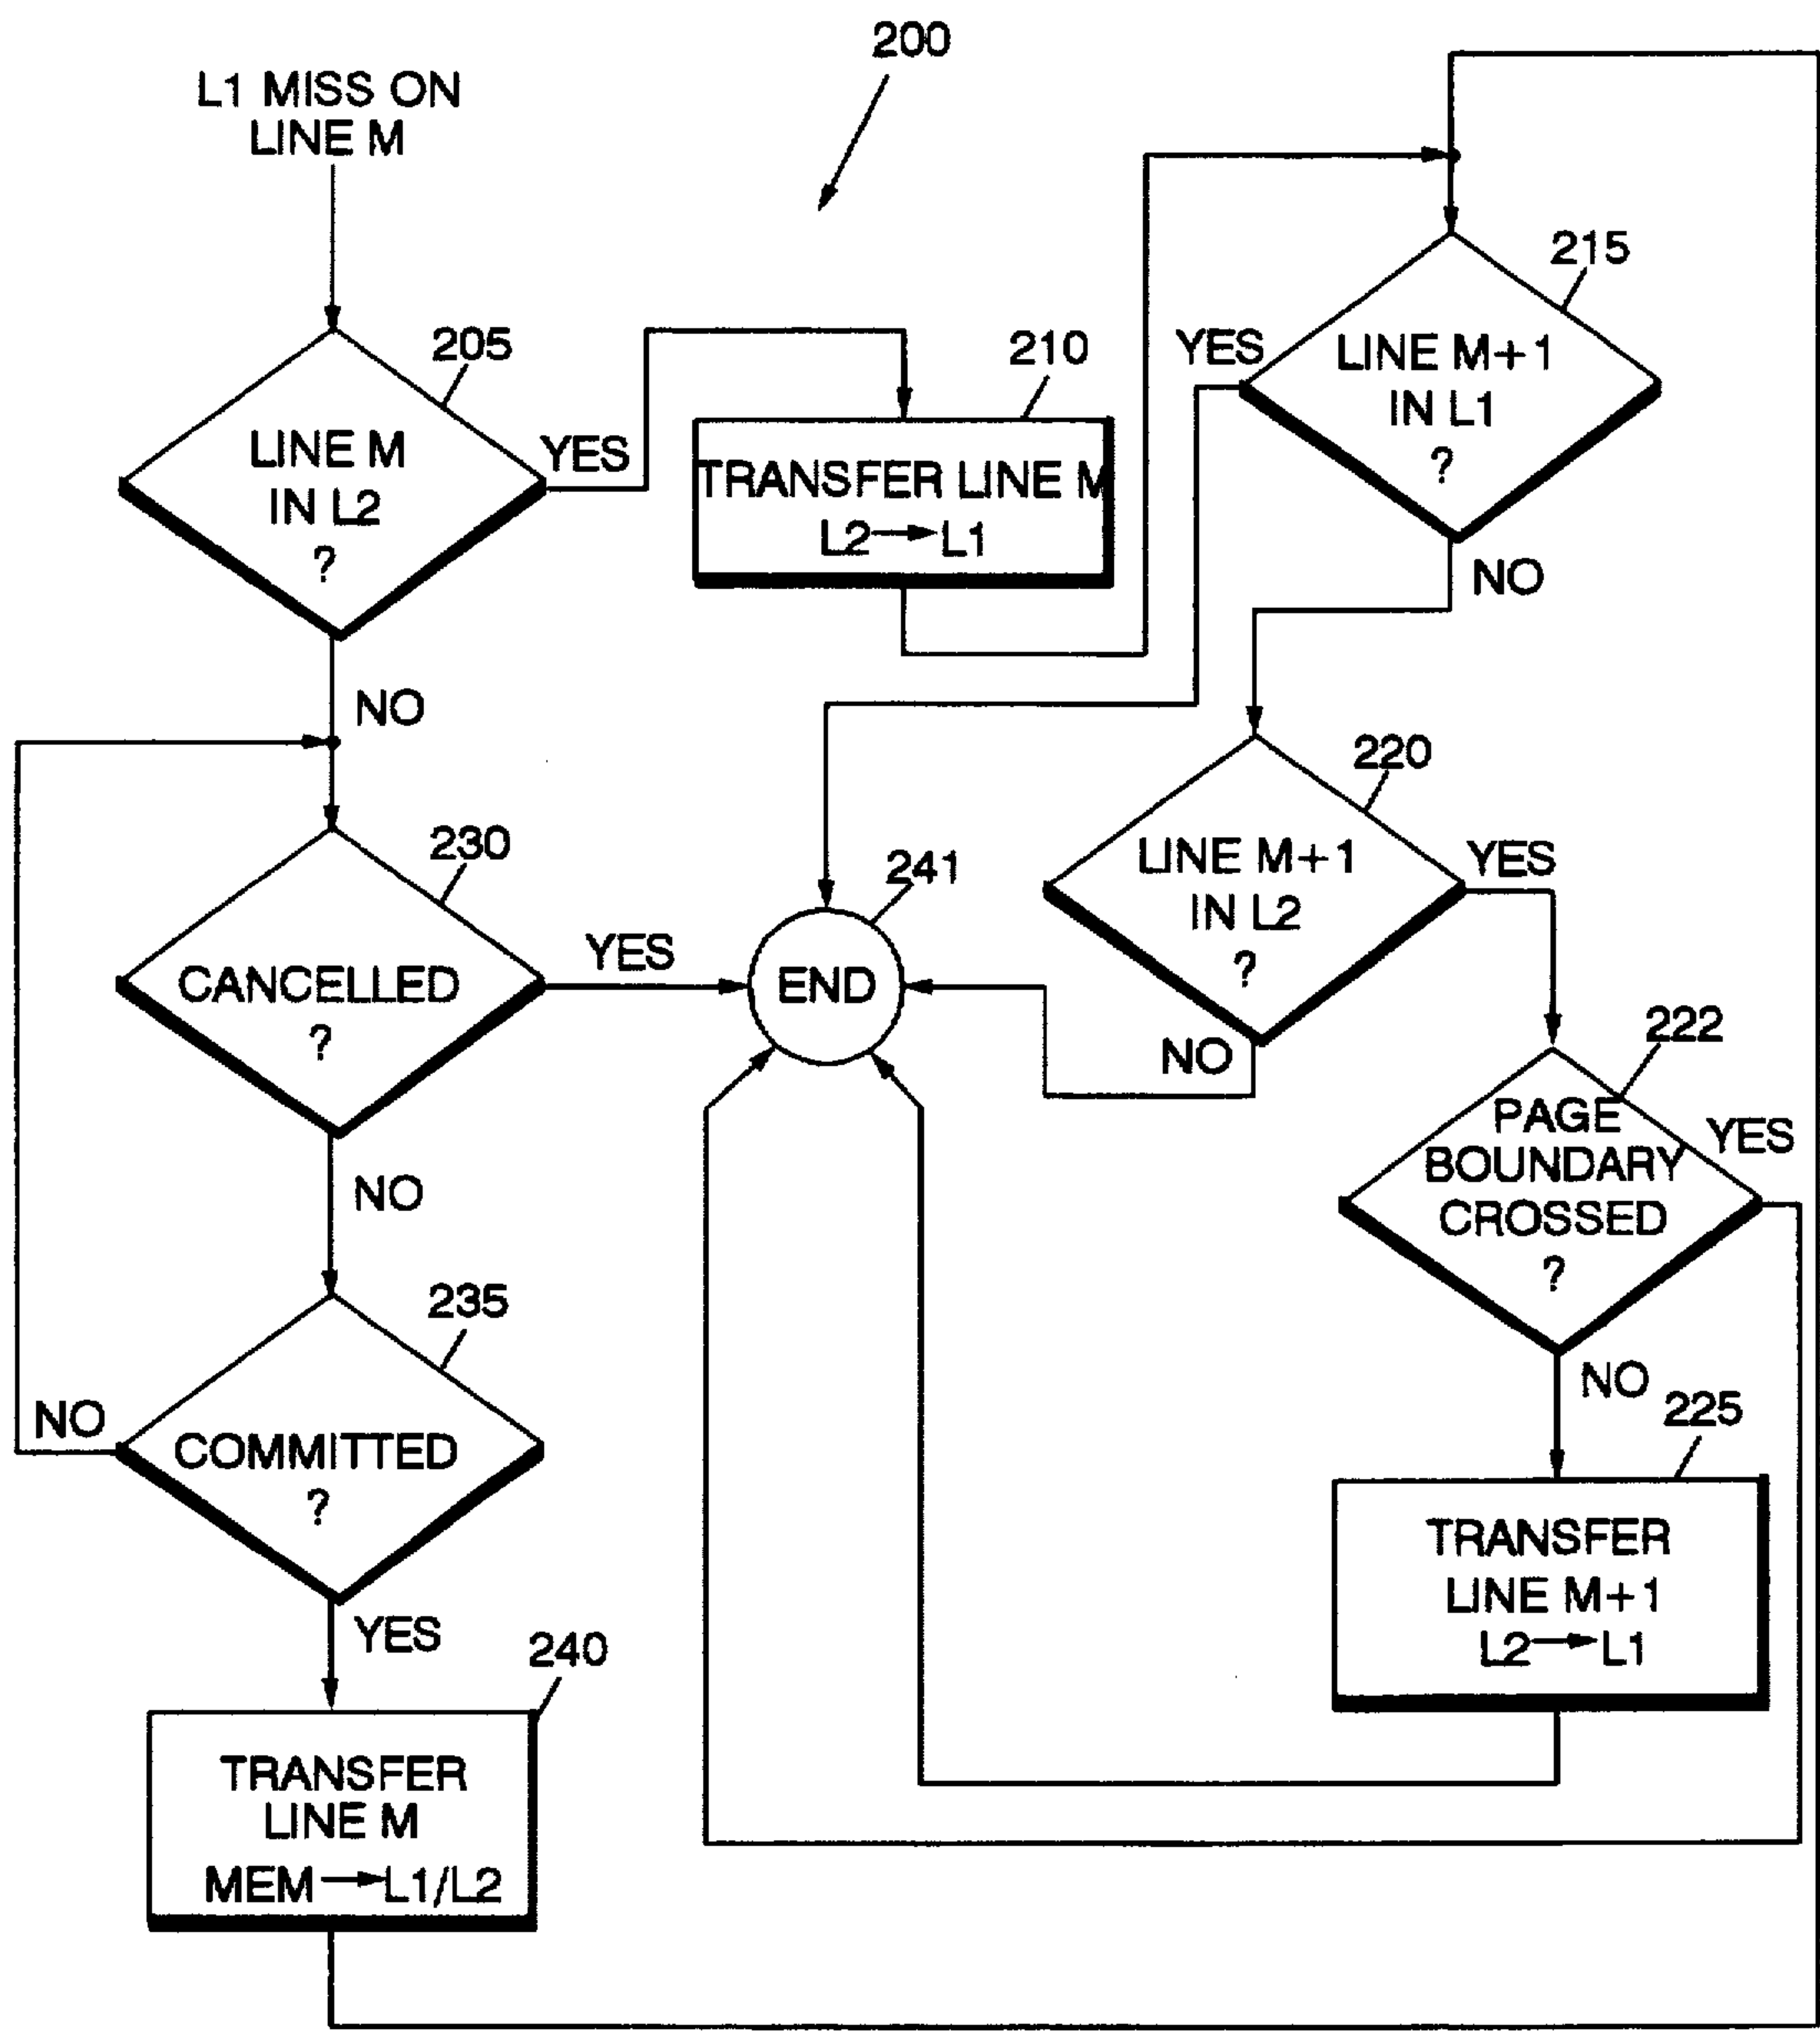 200
L1 MISS ON
LINE M
205
LINE M
IN L2
?
YES
NO
210
TRANSFER LINE M
L2→L1
215
LINE M+1
IN L1
?
YES
NO
220
LINE M+1
IN L2
?
YES
NO
222
PAGE
BOUNDARY
CROSSED
?
YES
NO
225
TRANSFER
LINE M+1
L2→L1
230
CANCELLED
?
YES
NO
241
END
235
COMMITTED
?
NO
YES
240
TRANSFER
LINE M
MEM→L1/L2